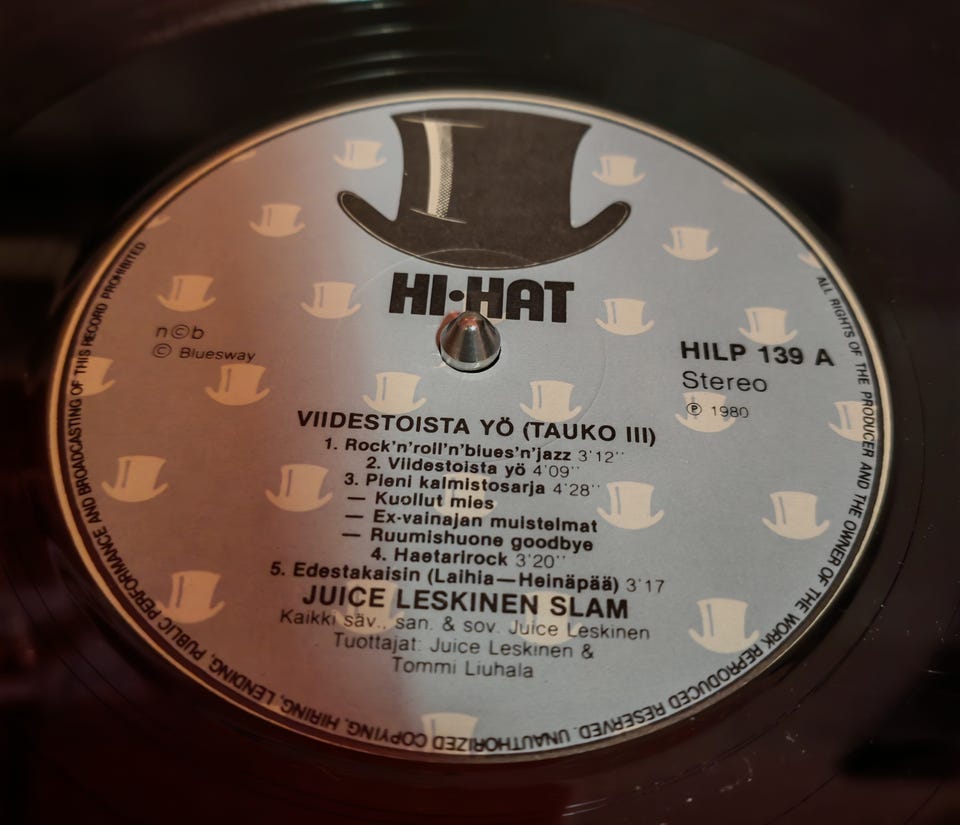 HI·HAT
n©b
© Bluesway
HILP 139 A
Stereo
℗ 1980
VIIDESTOISTA YÖ (TAUKO III)
1. Rock'n'roll'n'blues'n'jazz 3'12''
2. Viidestoista yö 4'09''
3. Pieni kalmistosarja 4'28''
— Kuollut mies
— Ex-vainajan muistelmat
— Ruumishuone goodbye
4. Haetarirock 3'20''
5. Edestakaisin (Laihia—Heinäpää) 3'17
JUICE LESKINEN SLAM
Kaikki säv., san. & sov. Juice Leskinen
Tuottajat: Juice Leskinen &
Tommi Liuhala
ALL RIGHTS OF THE PRODUCER AND THE OWNER OF THE WORK REPRODUCED RESERVED. UNAUTHORIZED COPYING, HIRING, LENDING, PUBLIC PERFORMANCE AND BROADCASTING OF THIS RECORD PROHIBITED